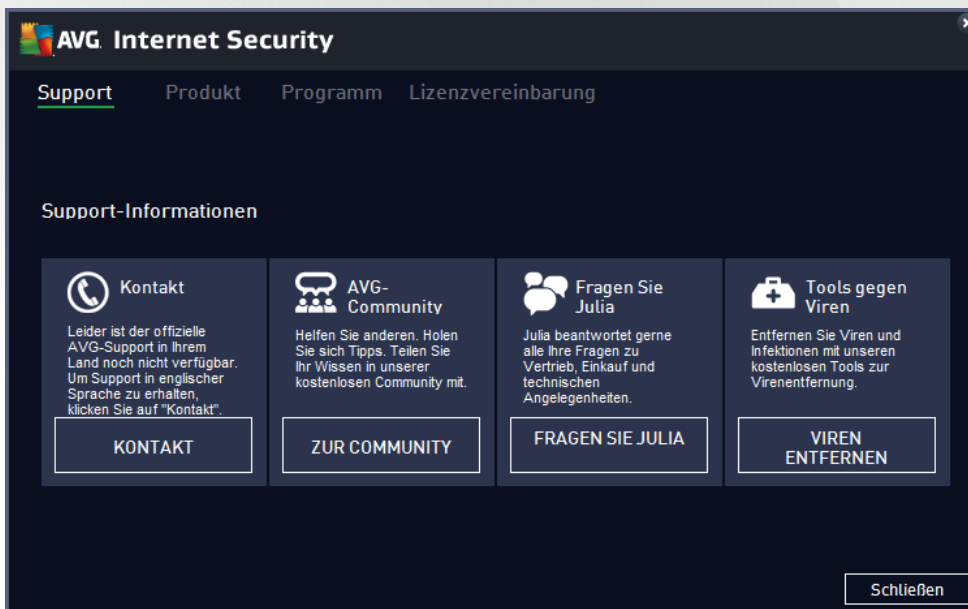 AVG. Internet Security
Support Produkt Programm Lizenzvereinbarung
Support-Informationen
Kontakt
Leider ist der offizielle
AVG-Support in Ihrem
Land noch nicht verfügbar.
Um Support in englischer
Sprache zu erhalten,
klicken Sie auf "Kontakt".
KONTAKT
AVG-
Community
Helfen Sie anderen. Holen
Sie sich Tipps. Teilen Sie
Ihr Wissen in unserer
kostenlosen Community mit.
ZUR COMMUNITY
Fragen Sie
Julia
Julia beantwortet gerne
alle Ihre Fragen zu
Vertrieb, Einkauf und
technischen
Angelegenheiten.
FRAGEN SIE JULIA
Tools gegen
Viren
Entfernen Sie Viren und
Infektionen mit unseren
kostenlosen Tools zur
Virenentfernung.
VIREN
ENTFERNEN
Schließen